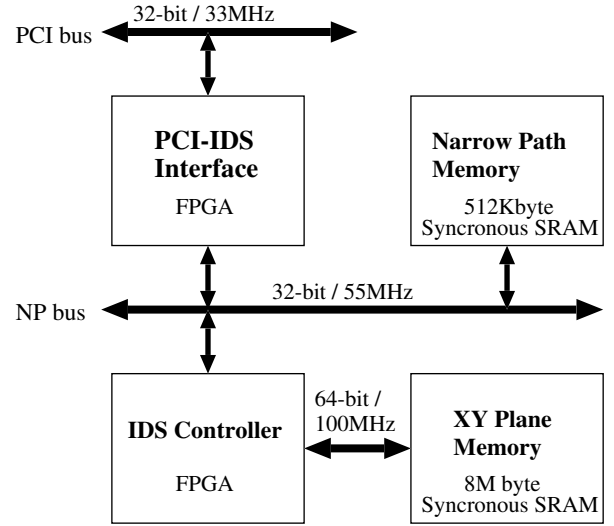 32-bit / 33MHz
PCI bus
PCI-IDS
Interface
FPGA
Narrow Path
Memory
512Kbyte
Syncronous SRAM
32-bit / 55MHz
NP bus
IDS Controller
FPGA
64-bit /
100MHz
XY Plane
Memory
8M byte
Syncronous SRAM